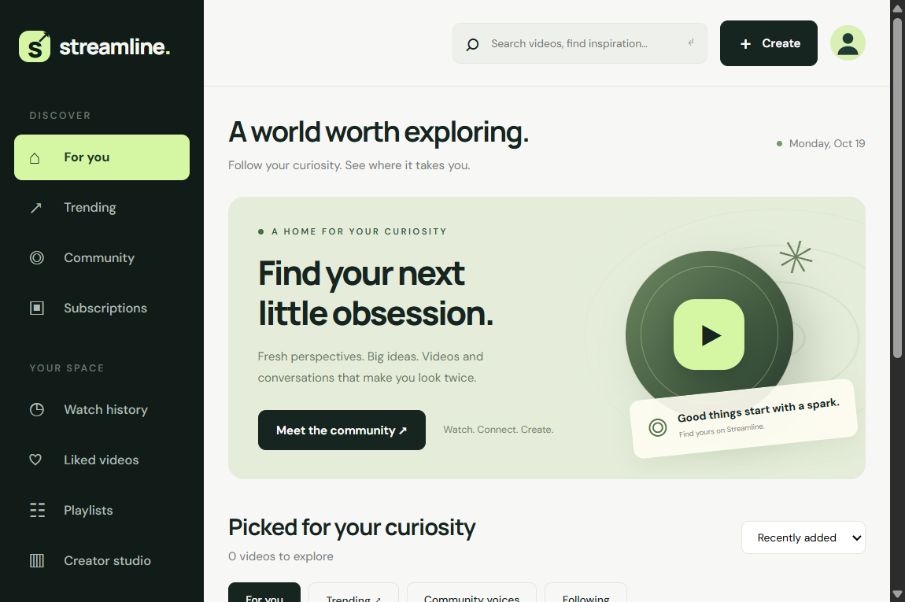 streamline.
Search videos, find inspiration...
+ Create
DISCOVER
For you
Trending
Community
Subscriptions
YOUR SPACE
Watch history
Liked videos
Playlists
Creator studio
A world worth exploring.
Follow your curiosity. See where it takes you.
Monday, Oct 19
A HOME FOR YOUR CURIOSITY
Find your next
little obsession.
Fresh perspectives. Big ideas. Videos and
conversations that make you look twice.
Meet the community ↗
Watch. Connect. Create.
Good things start with a spark.
Find yours on Streamline.
Picked for your curiosity
0 videos to explore
Recently added
For you
Trending ↗
Community voices
Following